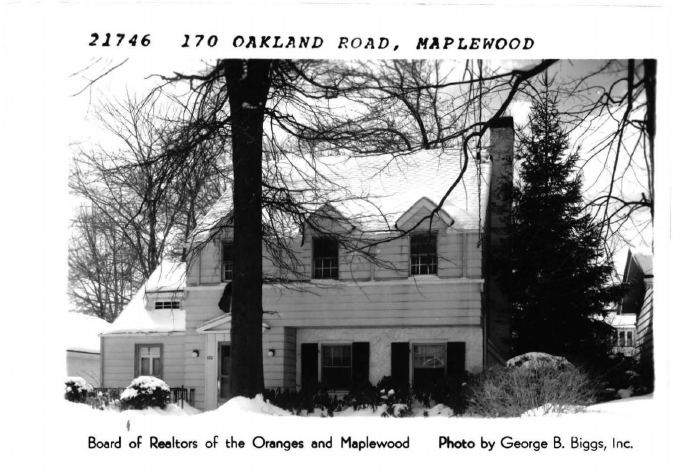 21746 170 OAKLAND ROAD, MAPLEWOOD
Board of Realtors of the Oranges and Maplewood Photo by George B. Biggs, Inc.